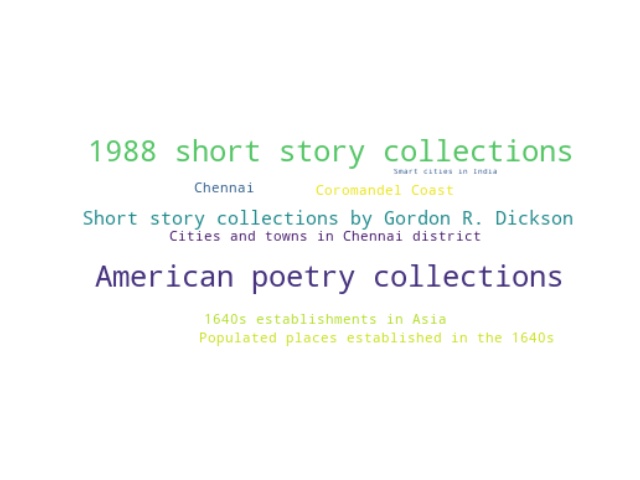 1988 short story collections
Smart cities in India
Chennai
Coromandel Coast
Short story collections by Gordon R. Dickson
Cities and towns in Chennai district
American poetry collections
1640s establishments in Asia
Populated places established in the 1640s